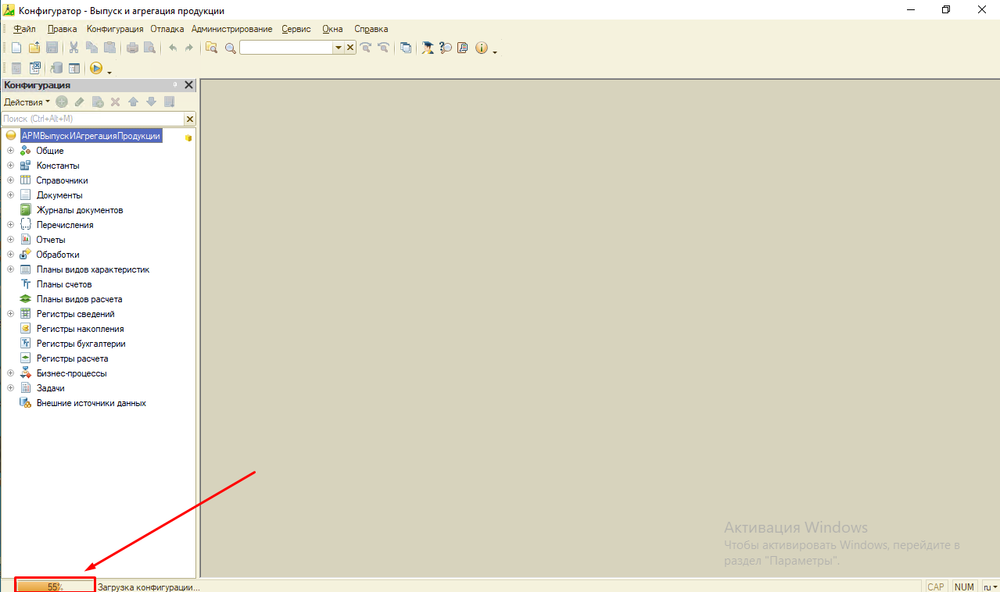 Конфигуратор - Выпуск и агрегация продукции
Файл Правка Конфигурация Отладка Администрирование Сервис Окна Справка
Конфигурация
Действия
Поиск (Ctrl+Alt+M)
АРМВыпускИАгрегацияПродукции
Общие
Константы
Справочники
Документы
Журналы документов
Перечисления
Отчеты
Обработки
Планы видов характеристик
Планы счетов
Планы видов расчета
Регистры сведений
Регистры накопления
Регистры бухгалтерии
Регистры расчета
Бизнес-процессы
Задачи
Внешние источники данных
Активация Windows
Чтобы активировать Windows, перейдите в
раздел "Параметры".
55% Загрузка конфигурации... CAP NUM ru